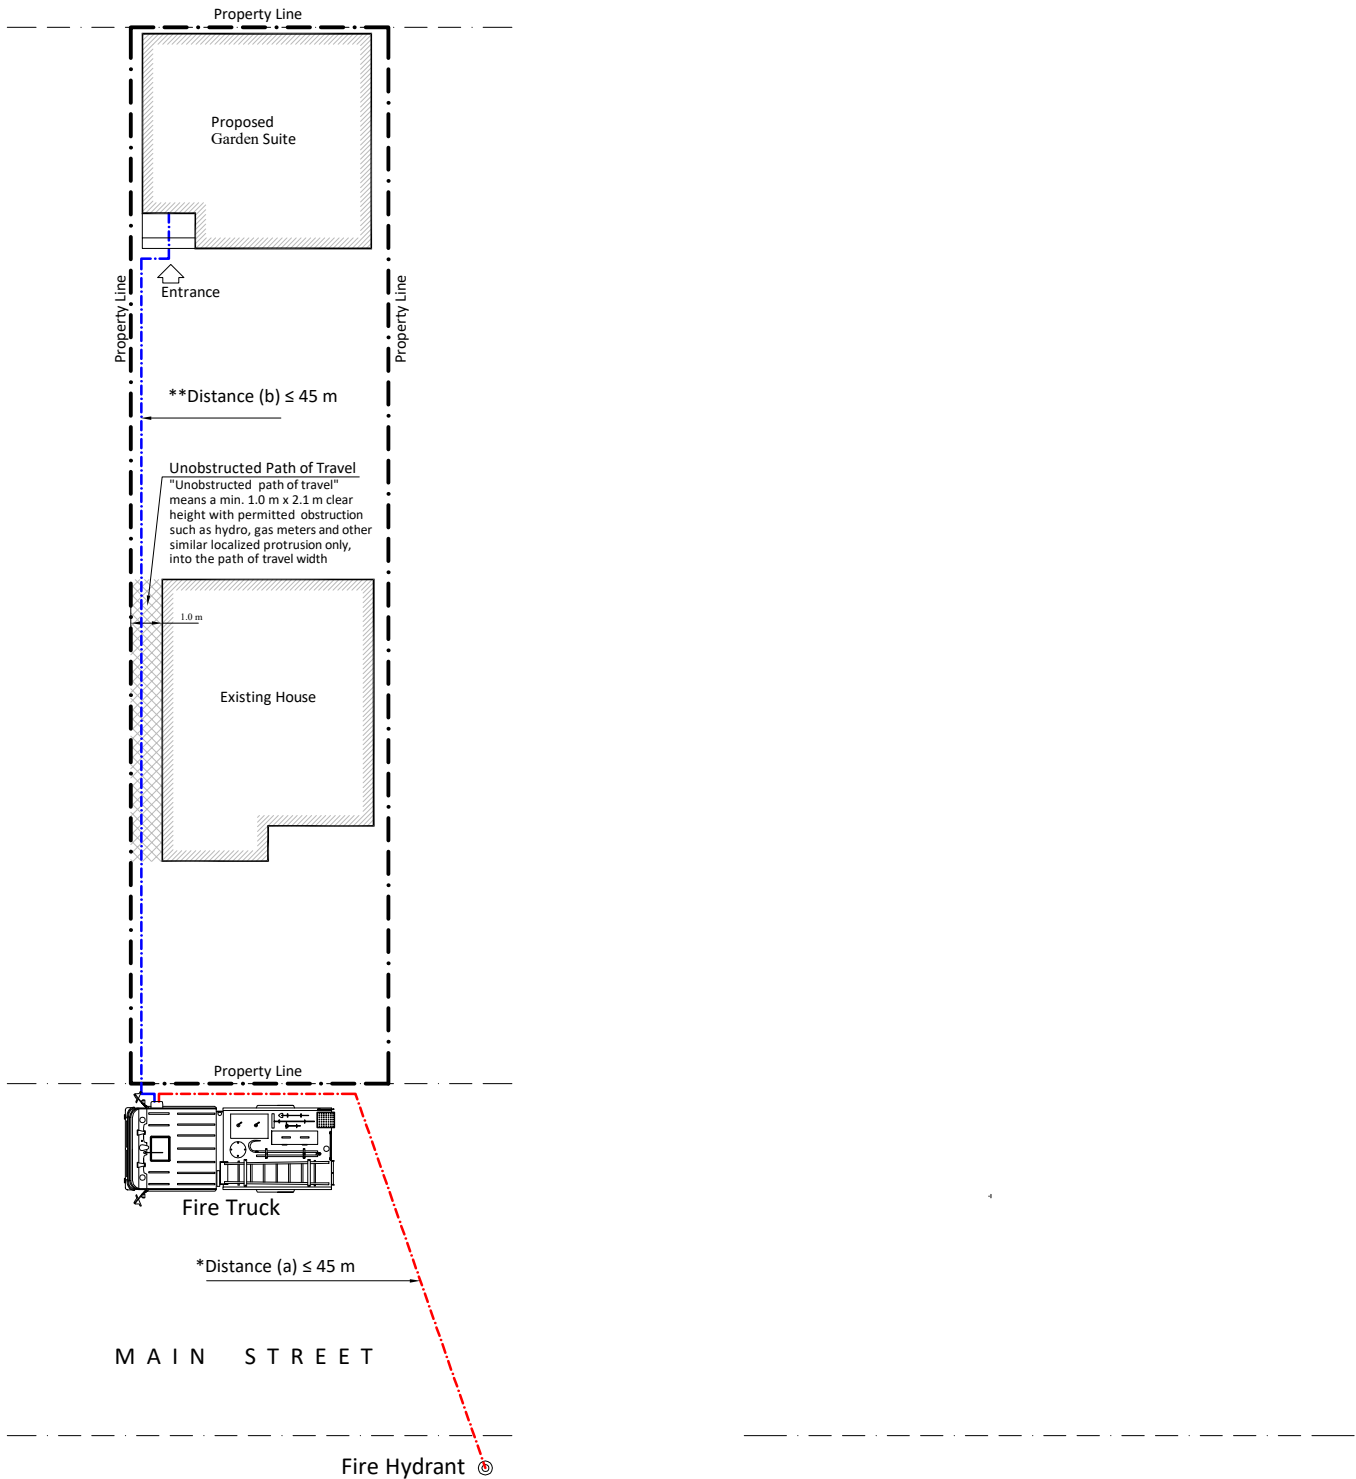 Property Line
Proposed
Garden Suite
Property Line
Property Line
Entrance
**Distance (b) ≤ 45 m
Unobstructed Path of Travel
"Unobstructed path of travel"
means a min. 1.0 m x 2.1 m clear
height with permitted obstruction
such as hydro, gas meters and other
similar localized protrusion only,
into the path of travel width
1.0 m
Existing House
Property Line
Fire Truck
*Distance (a) ≤ 45 m
MAIN STREET
Fire Hydrant